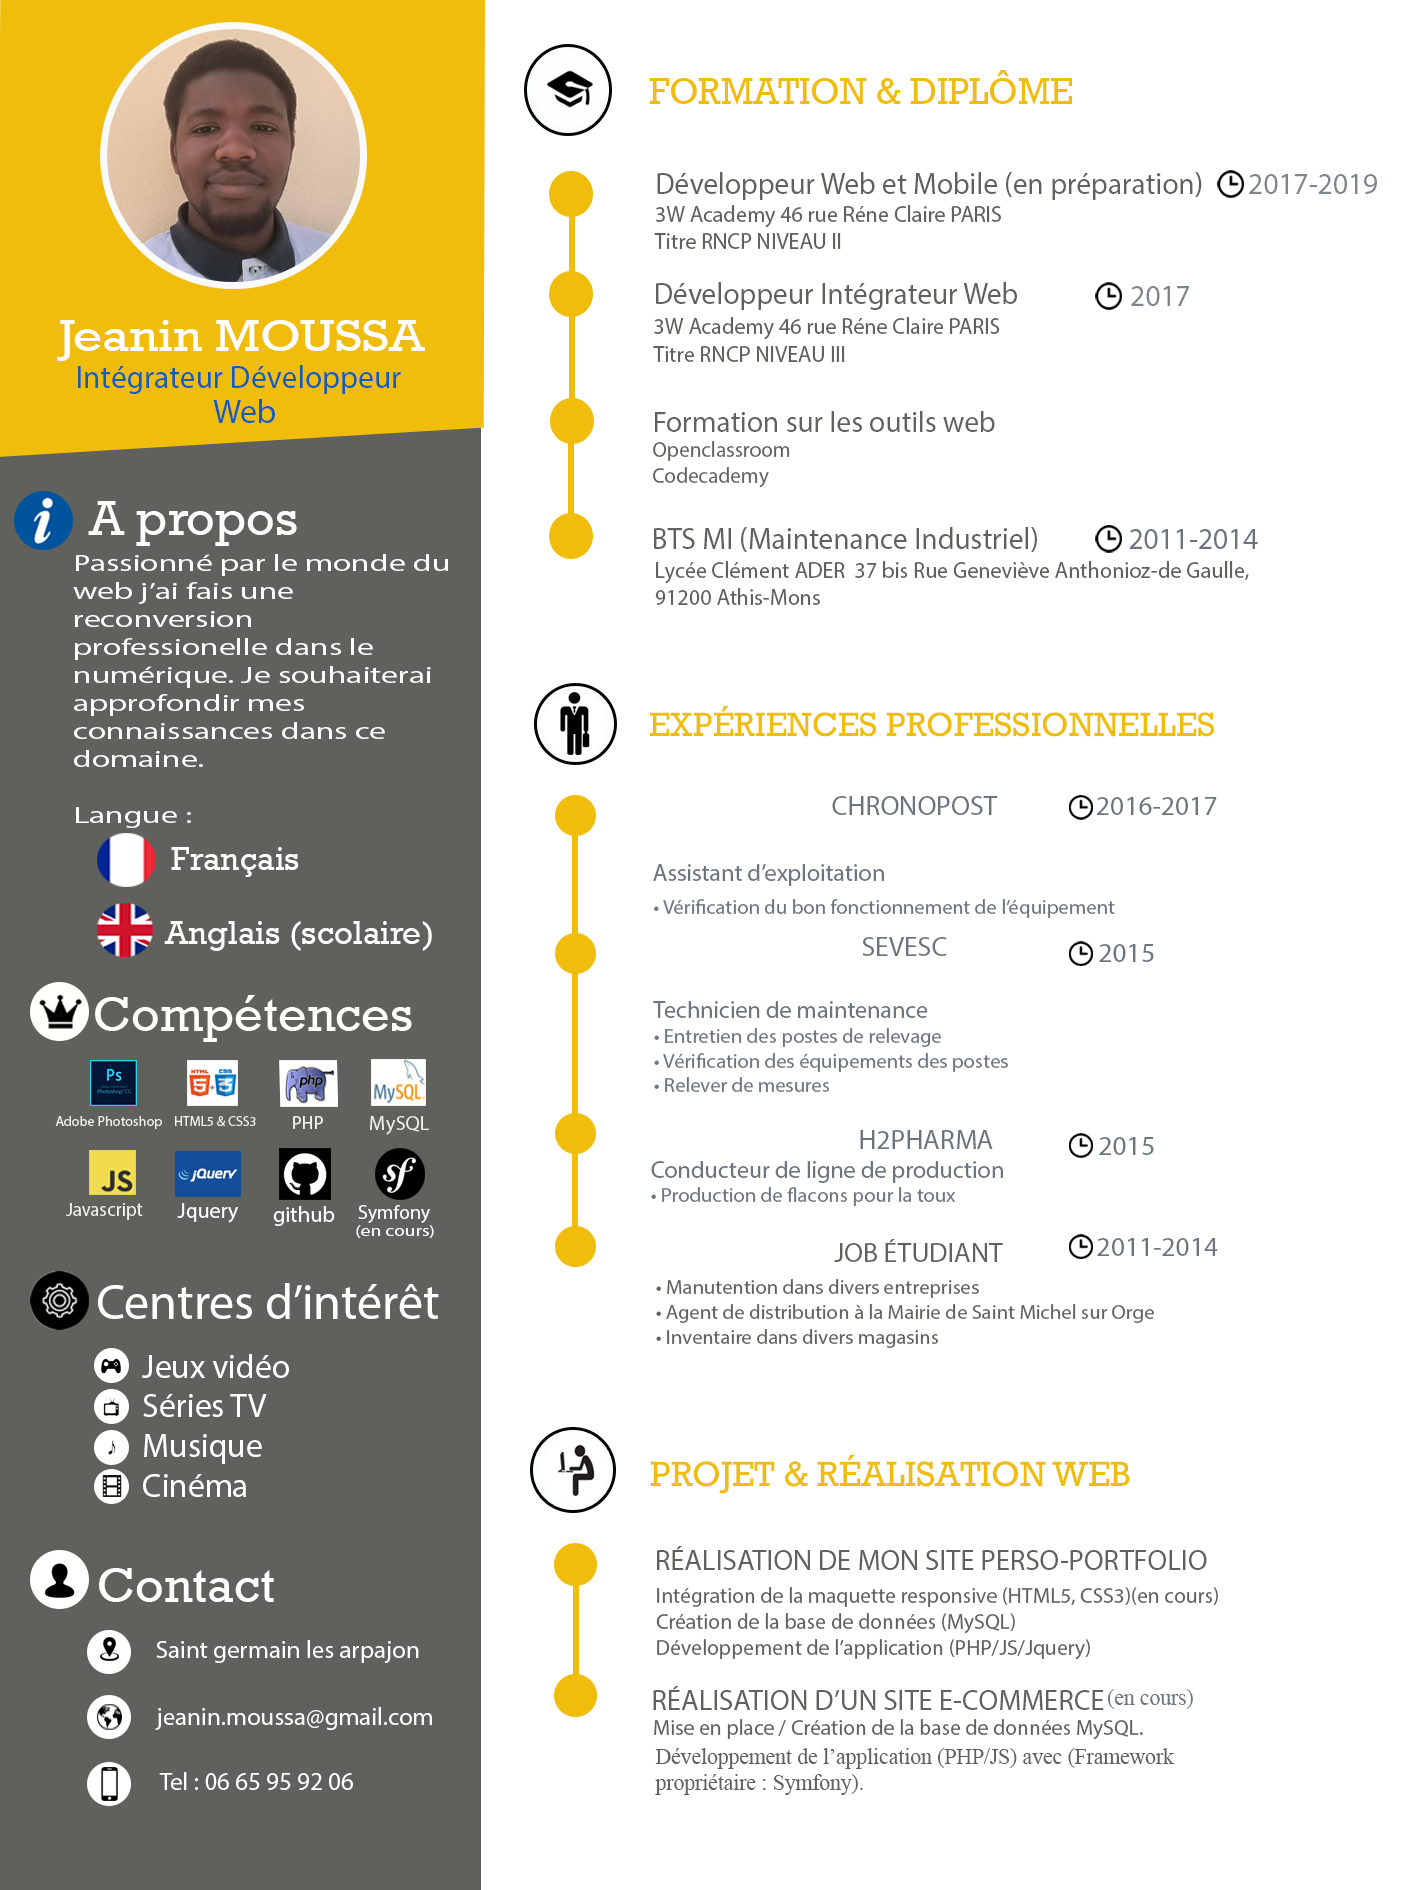 Jeanin MOUSSA
Intégrateur Développeur
Web
A propos
Passionné par le monde du
web j’ai fais une
reconversion
professionelle dans le
numérique. Je souhaiterai
approfondir mes
connaissances dans ce
domaine.
Langue :
Français
Anglais (scolaire)
Compétences
Ps
HTML CSS
5 + 3
php
MySQL
Adobe Photoshop
HTML5 & CSS3
PHP
MySQL
JS
jQuery
sf
Javascript
Jquery
github
Symfony
(en cours)
Centres d’intérêt
Jeux vidéo
Séries TV
Musique
Cinéma
Contact
Saint germain les arpajon
jeanin.moussa@gmail.com
Tel : 06 65 95 92 06
FORMATION & DIPLÔME
Développeur Web et Mobile (en préparation) 2017-2019
3W Academy 46 rue Réne Claire PARIS
Titre RNCP NIVEAU II
Développeur Intégrateur Web 2017
3W Academy 46 rue Réne Claire PARIS
Titre RNCP NIVEAU III
Formation sur les outils web
Openclassroom
Codecademy
BTS MI (Maintenance Industriel) 2011-2014
Lycée Clément ADER 37 bis Rue Geneviève Anthonioz-de Gaulle,
91200 Athis-Mons
EXPÉRIENCES PROFESSIONNELLES
CHRONOPOST 2016-2017
Assistant d’exploitation
• Vérification du bon fonctionnement de l’équipement
SEVESC 2015
Technicien de maintenance
• Entretien des postes de relevage
• Vérification des équipements des postes
• Relever de mesures
H2PHARMA 2015
Conducteur de ligne de production
• Production de flacons pour la toux
JOB ÉTUDIANT 2011-2014
• Manutention dans divers entreprises
• Agent de distribution à la Mairie de Saint Michel sur Orge
• Inventaire dans divers magasins
PROJET & RÉALISATION WEB
RÉALISATION DE MON SITE PERSO-PORTFOLIO
Intégration de la maquette responsive (HTML5, CSS3)(en cours)
Création de la base de données (MySQL)
Développement de l’application (PHP/JS/Jquery)
RÉALISATION D’UN SITE E-COMMERCE (en cours)
Mise en place / Création de la base de données MySQL.
Développement de l’application (PHP/JS) avec (Framework
propriétaire : Symfony).